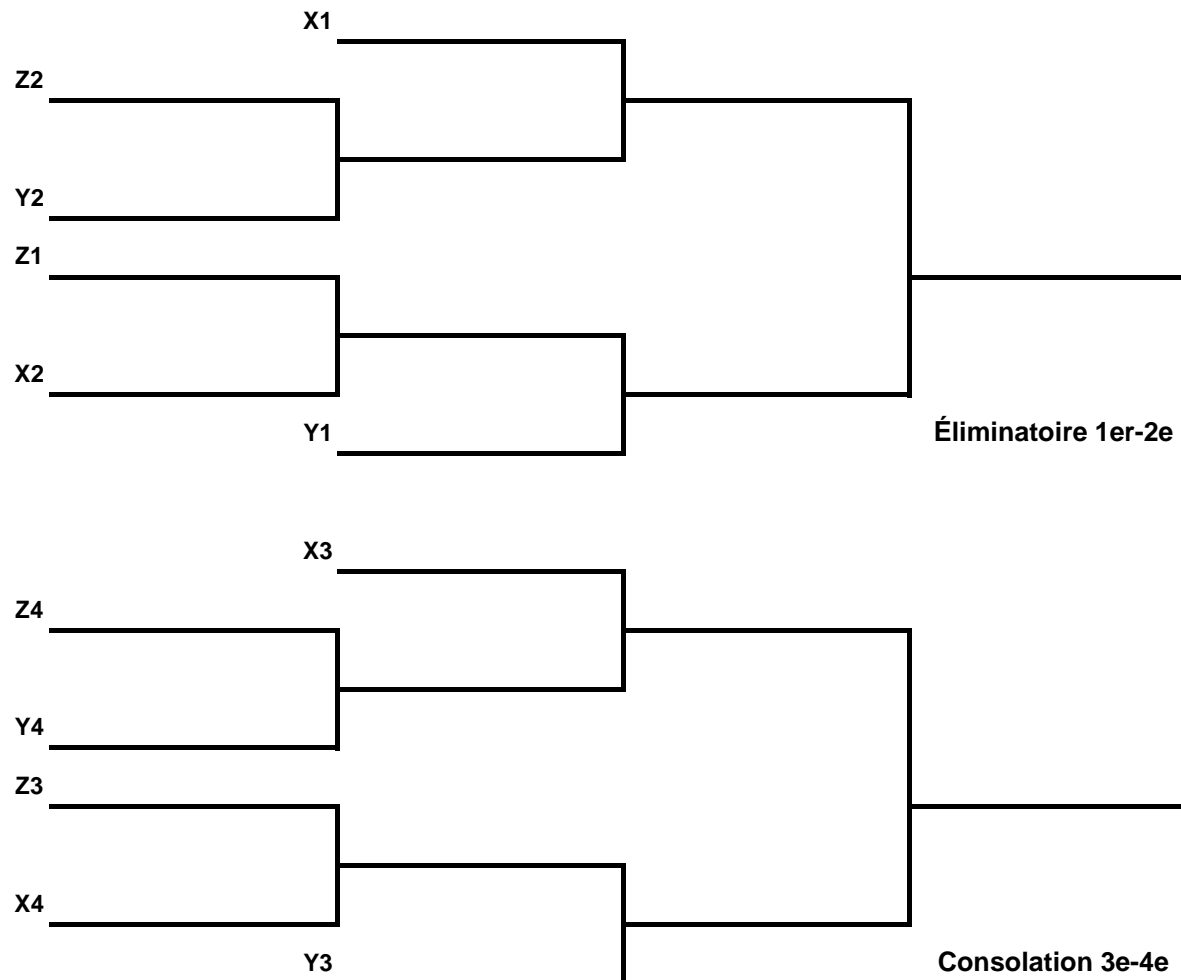 X1
Z2
Y2
Z1
X2
Y1
Éliminatoire 1er-2e
X3
Z4
Y4
Z3
X4
Y3
Consolation 3e-4e